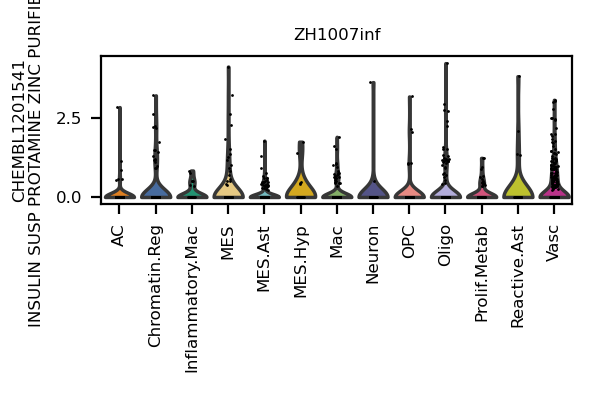 ZH1007inf
CHEMBL1201541
INSULIN SUSP PROTAMINE ZINC
2.5
0.0
AC
Chromatin.Reg
Inflammatory.Mac
MES
MES.Ast
MES.Hyp
Mac
Neuron
OPC
Oligo
Prolif.Metab
Reactive.Ast
Vasc